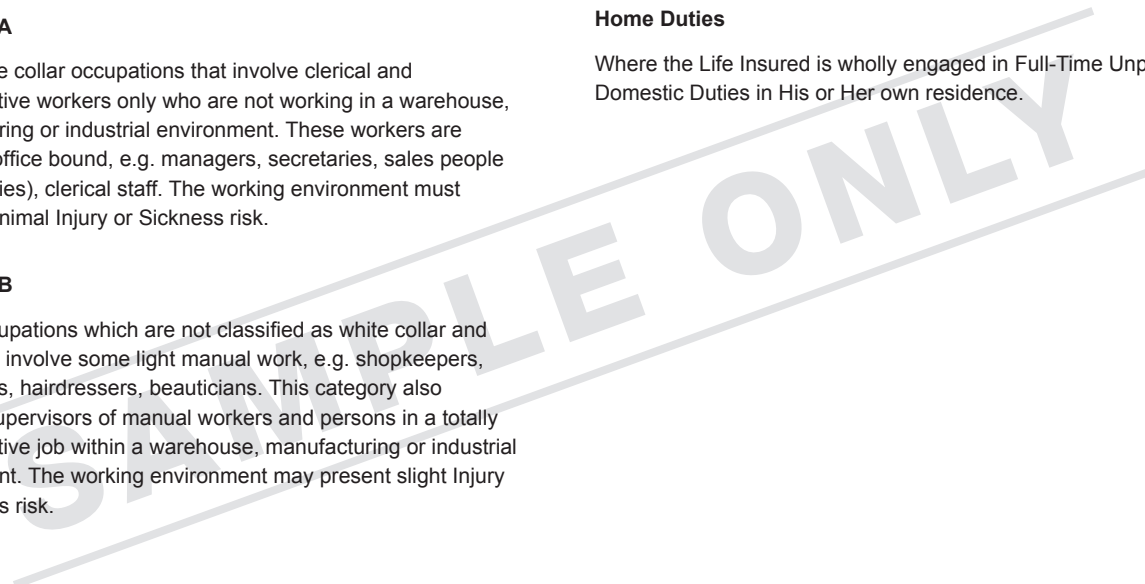 A
e collar occupations that involve clerical and
tive workers only who are not working in a warehouse,
ring or industrial environment. These workers are
office bound, e.g. managers, secretaries, sales people
ies), clerical staff. The working environment must
nimal Injury or Sickness risk.
B
upations which are not classified as white collar and
involve some light manual work, e.g. shopkeepers,
s, hairdressers, beauticians. This category also
upervisors of manual workers and persons in a totally
tive job within a warehouse, manufacturing or industrial
nt. The working environment may present slight Injury
s risk.
Home Duties
Where the Life Insured is wholly engaged in Full-Time Unp
Domestic Duties in His or Her own residence.
SAMPLE ONLY